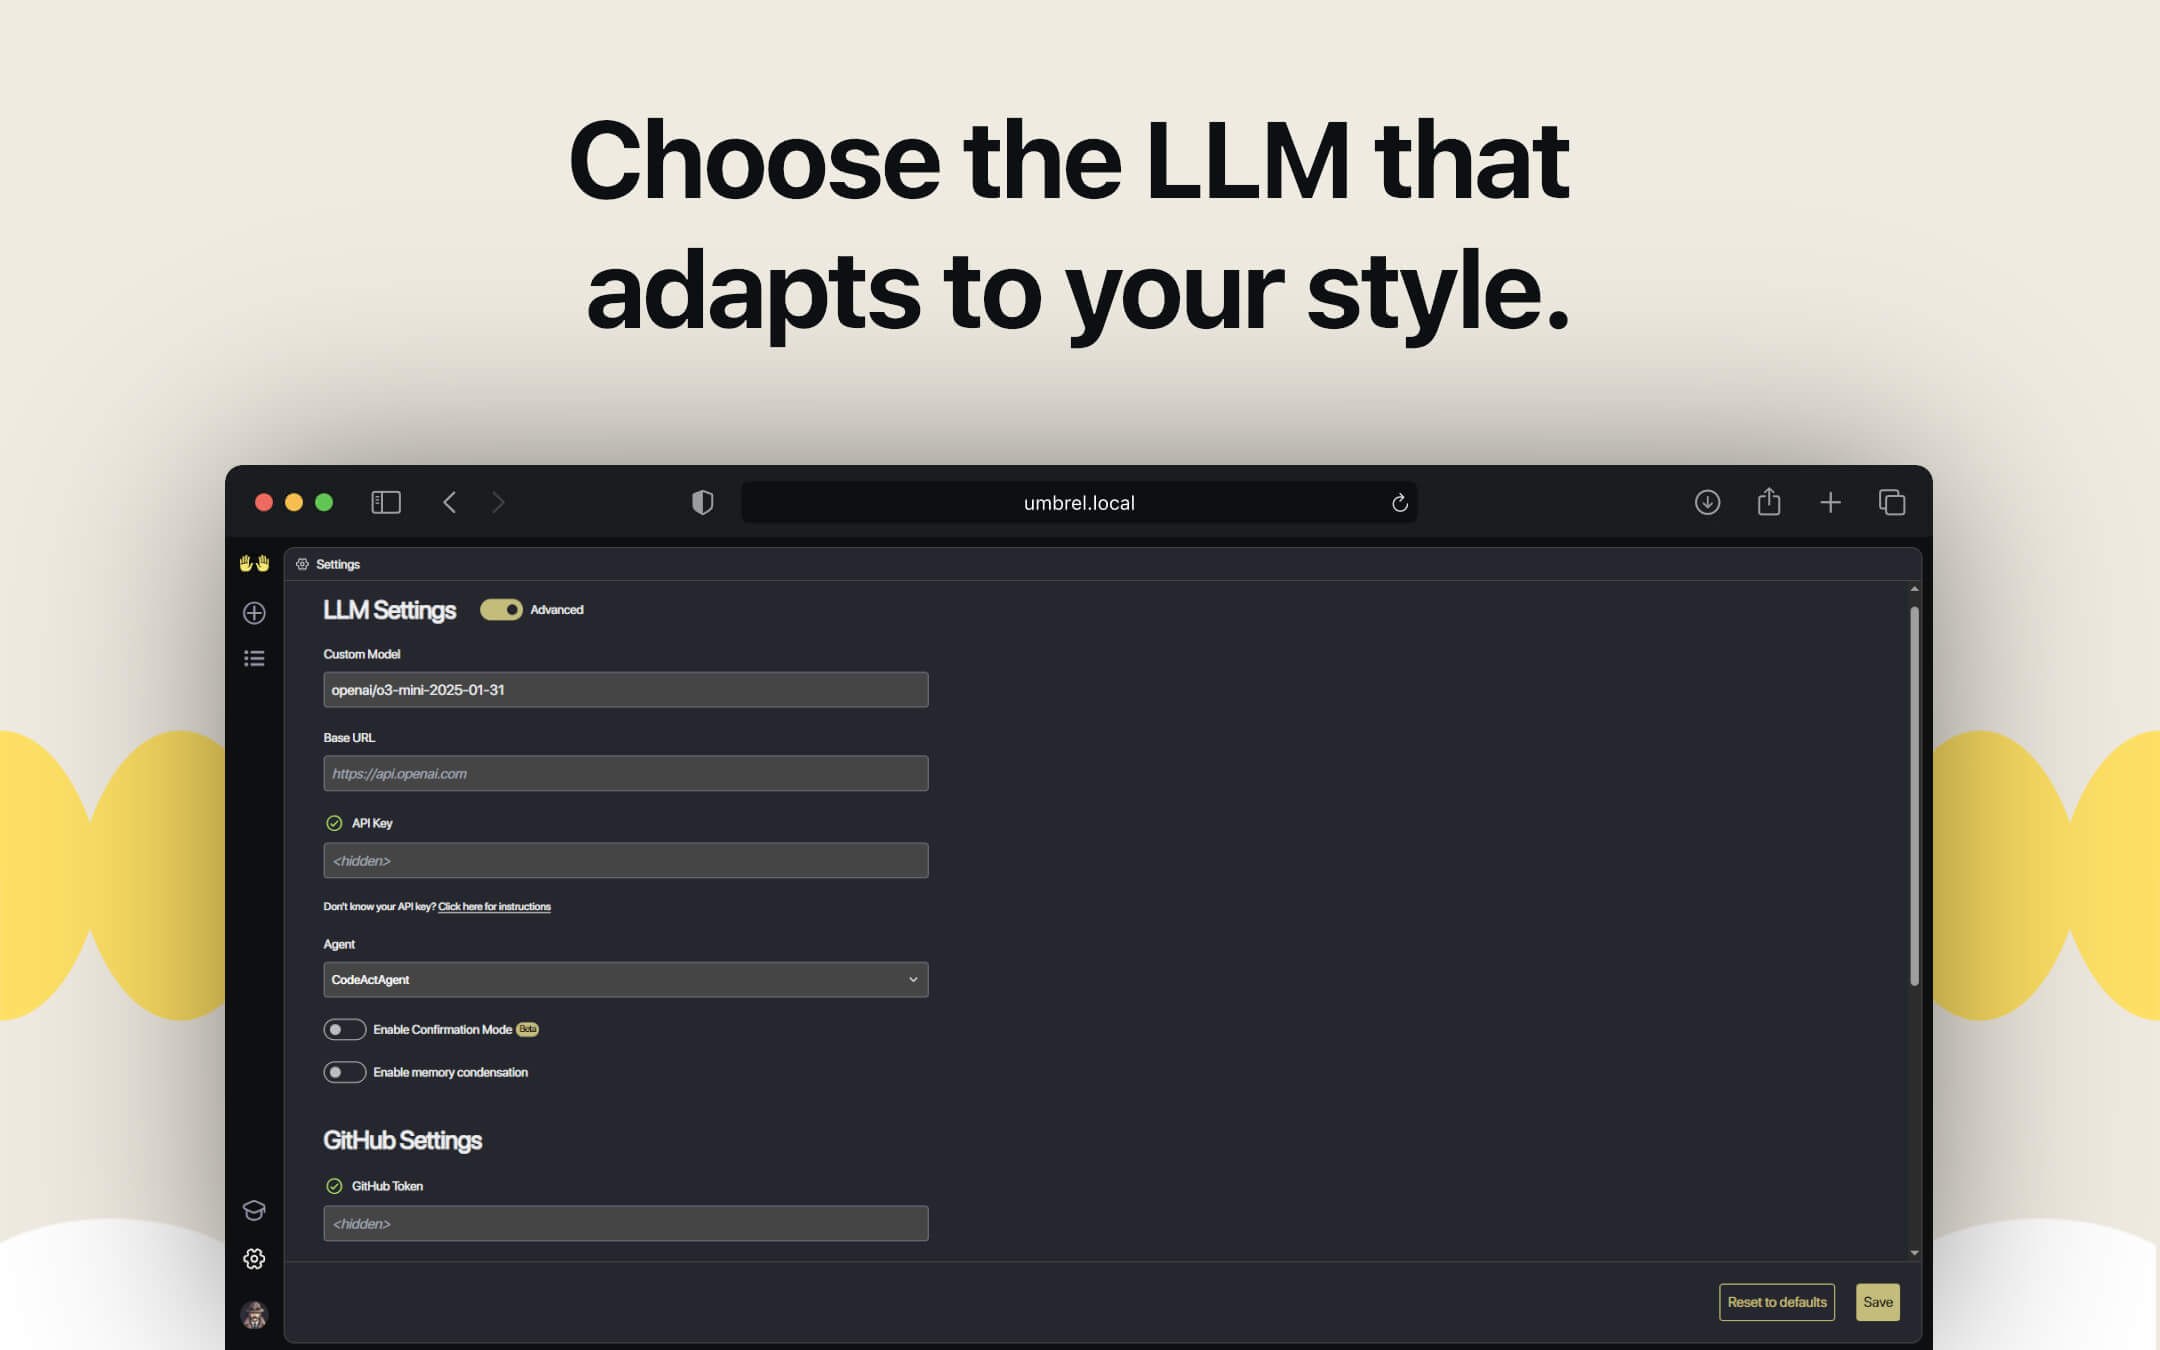 Choose the LLM that
adapts to your style.
umbrel.local
Settings
LLM Settings
Advanced
Custom Model
openai/o3-mini-2025-01-31
Base URL
https://api.openai.com
API Key
<hidden>
Don't know your API key? Click here for instructions
Agent
CodeActAgent
Enable Confirmation Mode Beta
Enable memory condensation
GitHub Settings
GitHub Token
<hidden>
Reset to defaults
Save